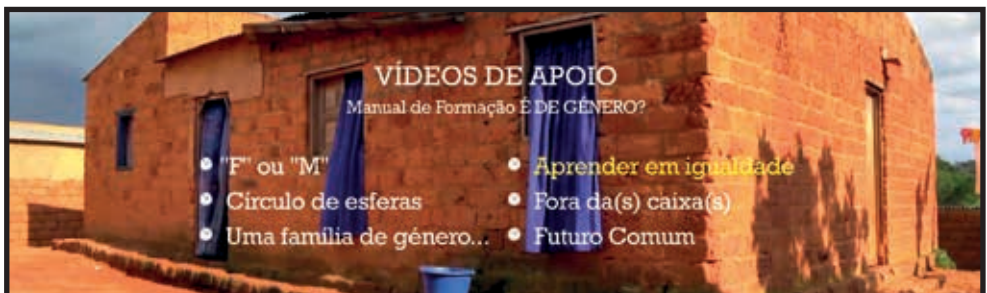 VÍDEOS DE APOIO
Manual de Formação É DE GÉNERO?
"F" ou "M"
Círculo de esferas
Uma família de género...
Aprender em igualdade
Fora da(s) caixa(s)
Futuro Comum